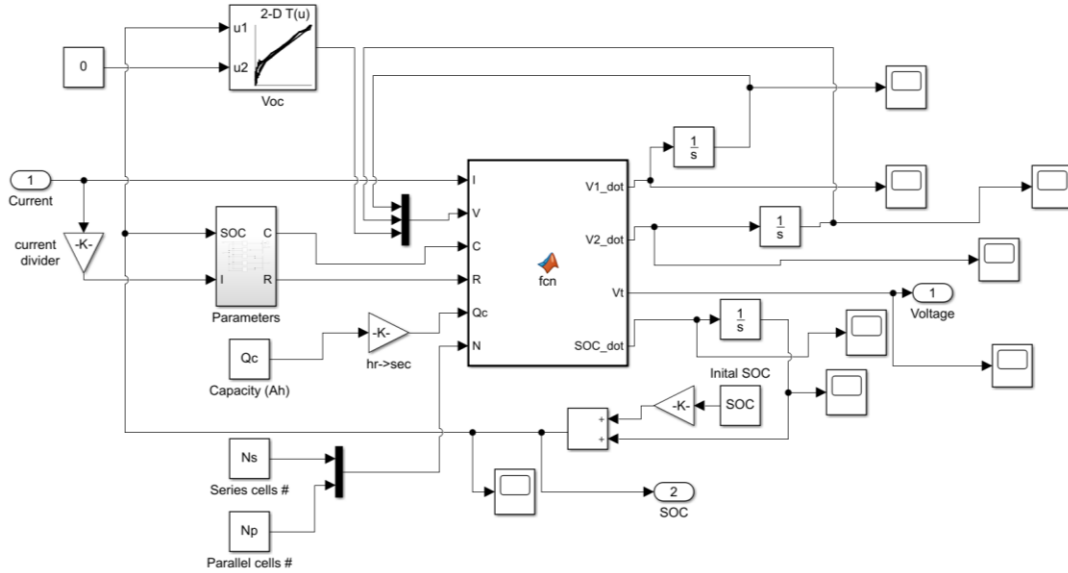 2-D T(u)
u1
u2
0
Voc
1
s
1
Current
I
V1_dot
V
SOC
C
current
divider
-K-
C
V2_dot
1
s
fcn
I
R
R
Vt
1
Voltage
Parameters
Qc
-K-
hr->sec
N
SOC_dot
1
s
Qc
Capacity (Ah)
Inital SOC
-K-
SOC
+
+
Ns
Series cells #
2
SOC
Np
Parallel cells #